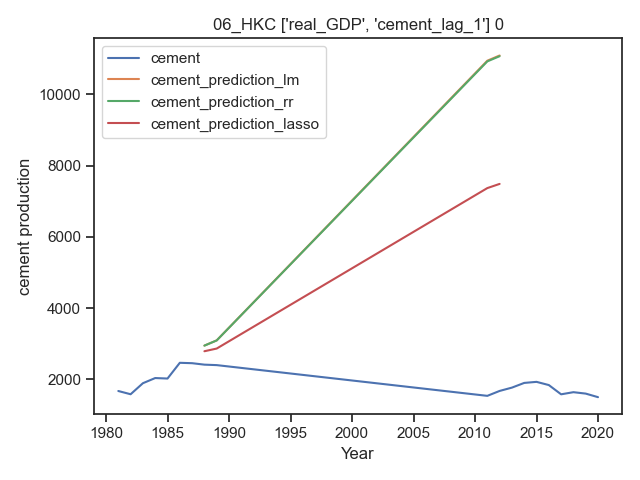 06_HKC ['real_GDP', 'cement_lag_1'] 0
cement
cement_prediction_lm
cement_prediction_rr
cement_prediction_lasso
cement production
10000
8000
6000
4000
2000
1980 1985 1990 1995 2000 2005 2010 2015 2020
Year